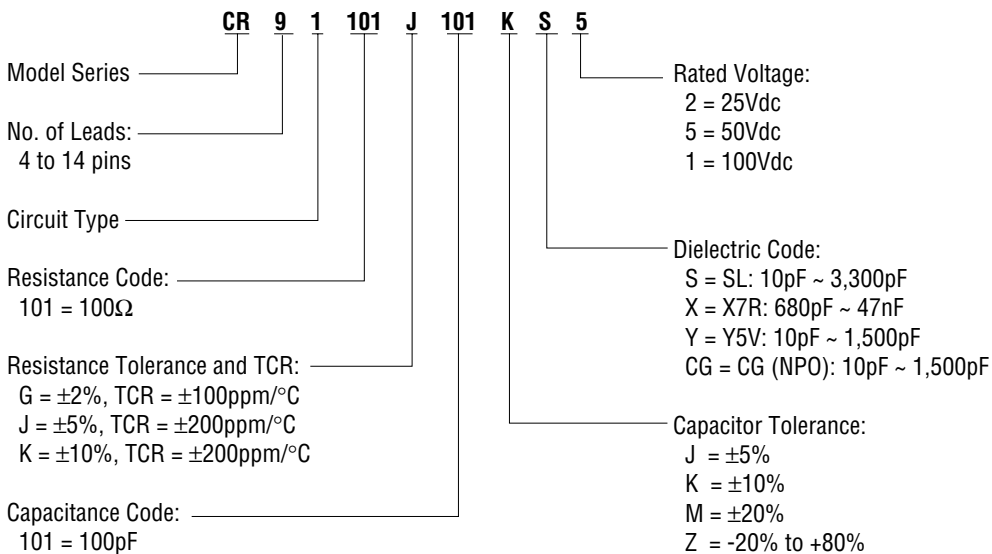 CR 9 1 101 J 101 K S 5
Model Series
No. of Leads:
4 to 14 pins
Circuit Type
Resistance Code:
101 = 100Ω
Resistance Tolerance and TCR:
G = ±2%, TCR = ±100ppm/°C
J = ±5%, TCR = ±200ppm/°C
K = ±10%, TCR = ±200ppm/°C
Capacitance Code:
101 = 100pF
Rated Voltage:
2 = 25Vdc
5 = 50Vdc
1 = 100Vdc
Dielectric Code:
S = SL: 10pF ~ 3,300pF
X = X7R: 680pF ~ 47nF
Y = Y5V: 10pF ~ 1,500pF
CG = CG (NPO): 10pF ~ 1,500pF
Capacitor Tolerance:
J = ±5%
K = ±10%
M = ±20%
Z = -20% to +80%